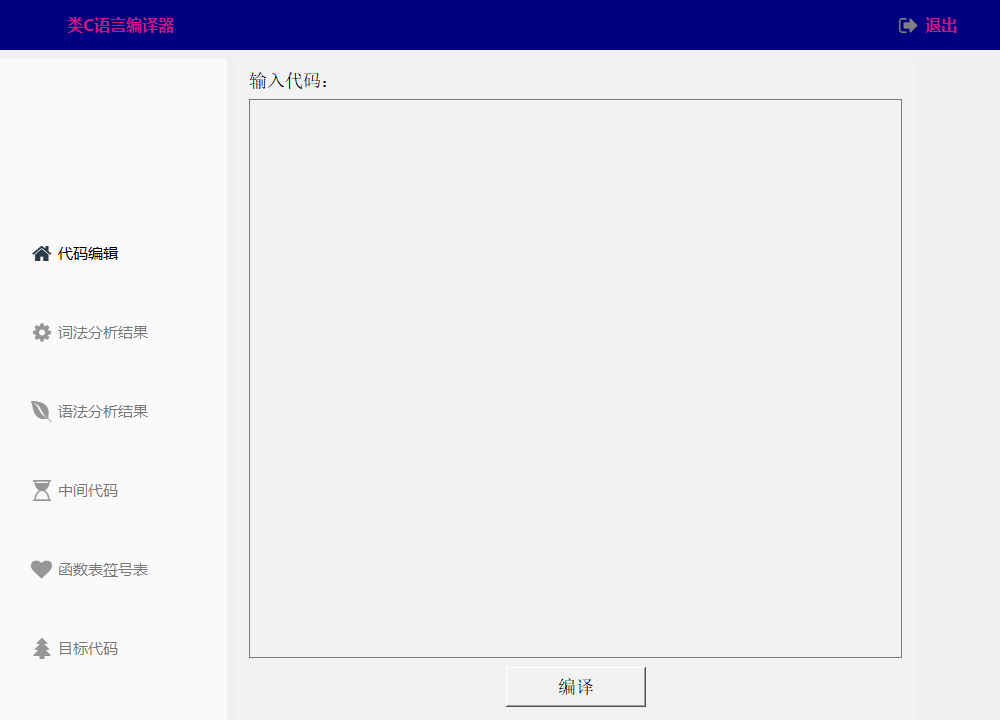 类C语言编译器
退出
输入代码：
代码编辑
词法分析结果
语法分析结果
中间代码
函数表符号表
目标代码
编译